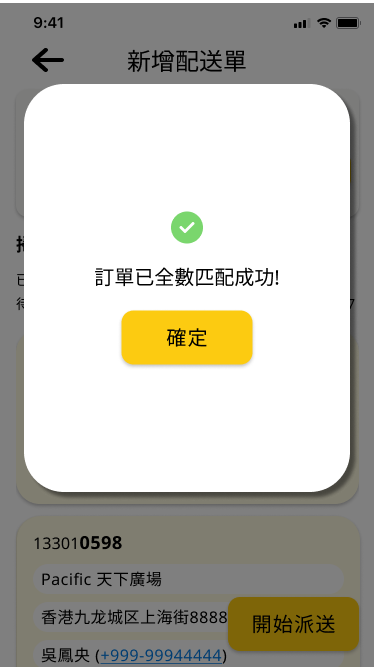 9:41
新增配送單
訂單已全數匹配成功!
確定
133010598
Pacific 天下廣場
香港九龙城区上海街8888
開始派送
吳鳳央 (+999-99944444)